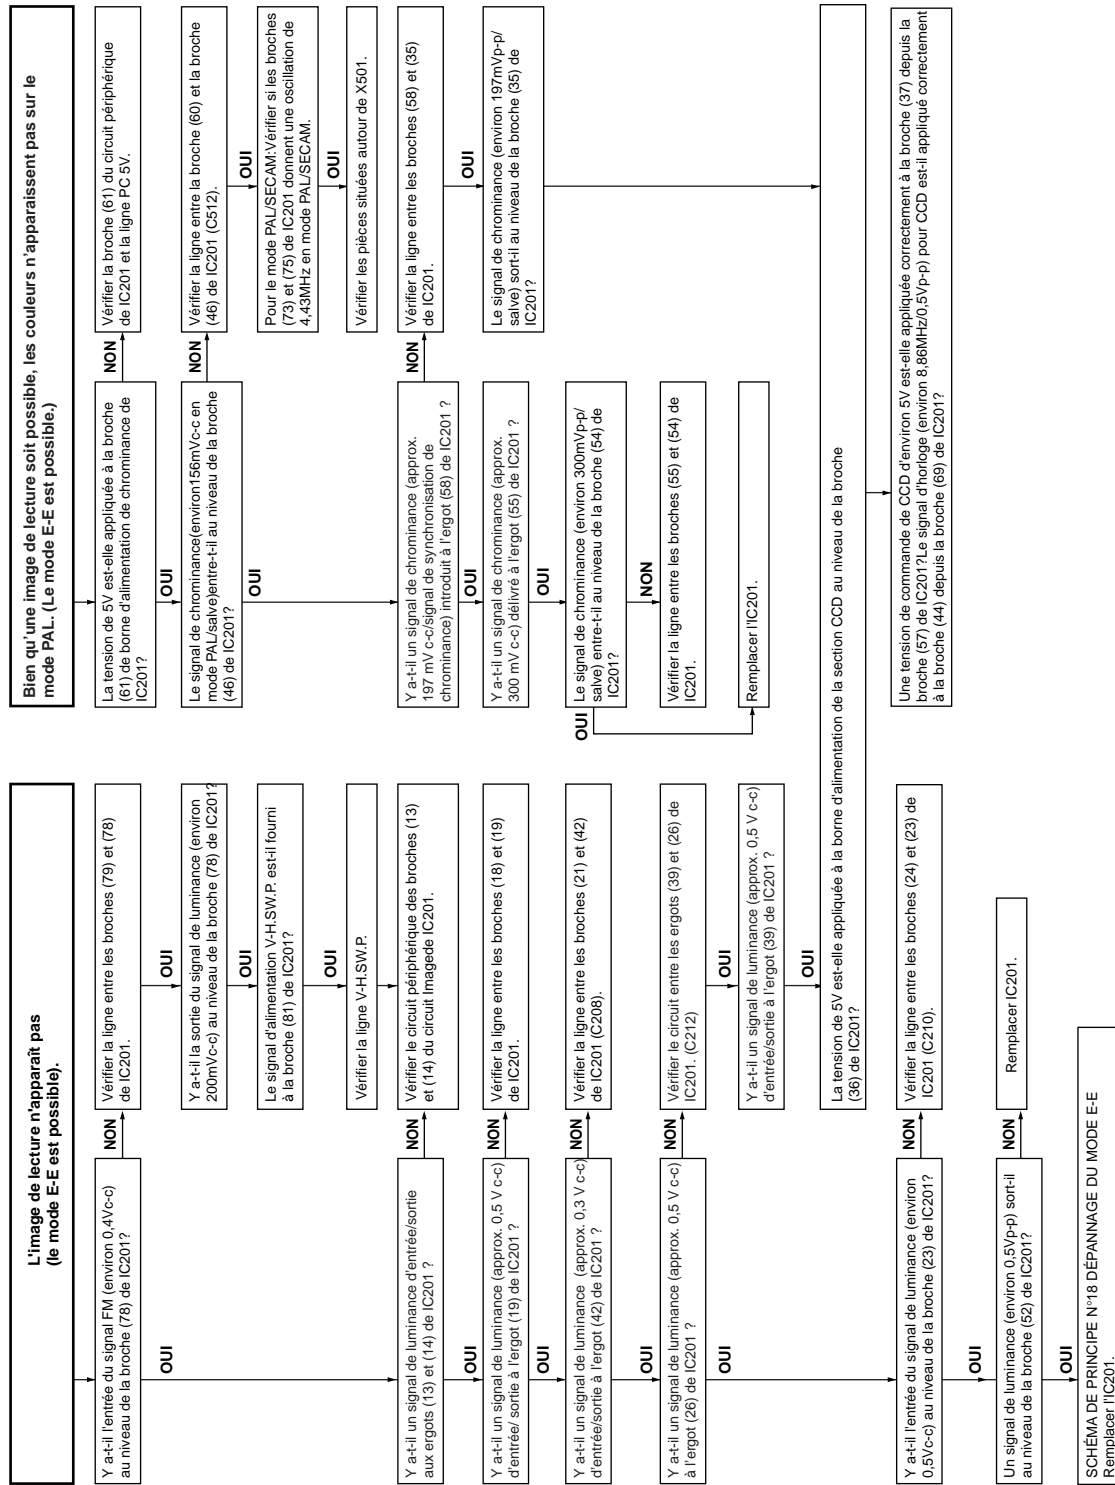 L'image de lecture n'apparaît pas
(le mode E-E est possible).
Y a-t-il l'entrée du signal FM (environ 0,4Vc-c)
au niveau de la broche (78) de IC201?
NON
Vérifier la ligne entre les broches (79) et (78)
de IC201.
OUI
Y a-t-il la sortie du signal de luminance (environ
200mVc-c) au niveau de la broche (78) de IC201?
OUI
Le signal d'alimentation V-H.SW.P. est-il fourni
à la broche (81) de IC201?
OUI
Vérifier la ligne V-H.SW.P.
OUI
Y a-t-il un signal de luminance d'entrée/sortie
aux ergots (13) et (14) de IC201 ?
NON
Vérifier le circuit périphérique des broches (13)
et (14) du circuit Imagede IC201.
OUI
Y a-t-il un signal de luminance (approx. 0,5 V c-c)
d'entrée/ sortie à l'ergot (19) de IC201 ?
NON
Vérifier la ligne entre les broches (18) et (19)
de IC201.
OUI
Y a-t-il un signal de luminance (approx. 0,3 V c-c)
d'entrée/sortie à l'ergot (42) de IC201 ?
NON
Vérifier la ligne entre les broches (21) et (42)
de IC201 (C208).
OUI
Y a-t-il un signal de luminance (approx. 0,5 V c-c)
à l'ergot (26) de IC201 ?
NON
Vérifier le circuit entre les ergots (39) et (26) de
IC201. (C212)
OUI
Y a-t-il un signal de luminance (approx. 0,5 V c-c)
d'entrée/sortie à l'ergot (39) de IC201 ?
OUI
OUI
Y a-t-il l'entrée du signal de luminance (environ
0,5Vc-c) au niveau de la broche (23) de IC201?
NON
Vérifier la ligne entre les broches (24) et (23) de
IC201 (C210).
OUI
Un signal de luminance (environ 0,5Vp-p) sort-il
au niveau de la broche (52) de IC201?
NON
Remplacer IC201.
OUI
SCHÉMA DE PRINCIPE N°18 DÉPANNAGE DU MODE E-E
Remplacer l'IC201.
Bien qu'une image de lecture soit possible, les couleurs n'apparaissent pas sur le
mode PAL. (Le mode E-E est possible.)
La tension de 5V est-elle appliquée à la broche
(61) de borne d'alimentation de chrominance de
IC201?
NON
Vérifier la broche (61) du circuit périphérique
de IC201 et la ligne PC 5V.
OUI
Le signal de chrominance(environ156mVc-c en
mode PAL/salve)entre-t-il au niveau de la broche
(46) de IC201?
NON
Vérifier la ligne entre la broche (60) et la broche
(46) de IC201 (C512).
OUI
Pour le mode PAL/SECAM:Vérifier si les broches
(73) et (75) de IC201 donnent une oscillation de
4,43MHz en mode PAL/SECAM.
OUI
Vérifier les pièces situées autour de X501.
OUI
Y a-t-il un signal de chrominance (approx.
197 mV c-c/signal de synchronisation de
chrominance) introduit à l'ergot (58) de IC201 ?
NON
Vérifier la ligne entre les broches (58) et (35)
de IC201.
OUI
Le signal de chrominance (environ 197mVp-p/
salve) sort-il au niveau de la broche (35) de
IC201?
OUI
Y a-t-il un signal de chrominance (approx.
300 mV c-c) délivré à l'ergot (55) de IC201 ?
OUI
Le signal de chrominance (environ 300mVp-p/
salve) entre-t-il au niveau de la broche (54) de
IC201?
NON
Vérifier la ligne entre les broches (55) et (54) de
IC201.
OUI
Remplacer l'IC201.
La tension de 5V est-elle appliquée à la borne d'alimentation de la section CCD au niveau de la broche
(36) de IC201?
OUI
Une tension de commande de CCD d'environ 5V est-elle appliquée correctement à la broche (37) depuis la
broche (57) de IC201?Le signal d'horloge (environ 8,86MHz/0,5Vp-p) pour CCD est-il appliqué correctement
à la broche (44) depuis la broche (69) de IC201?